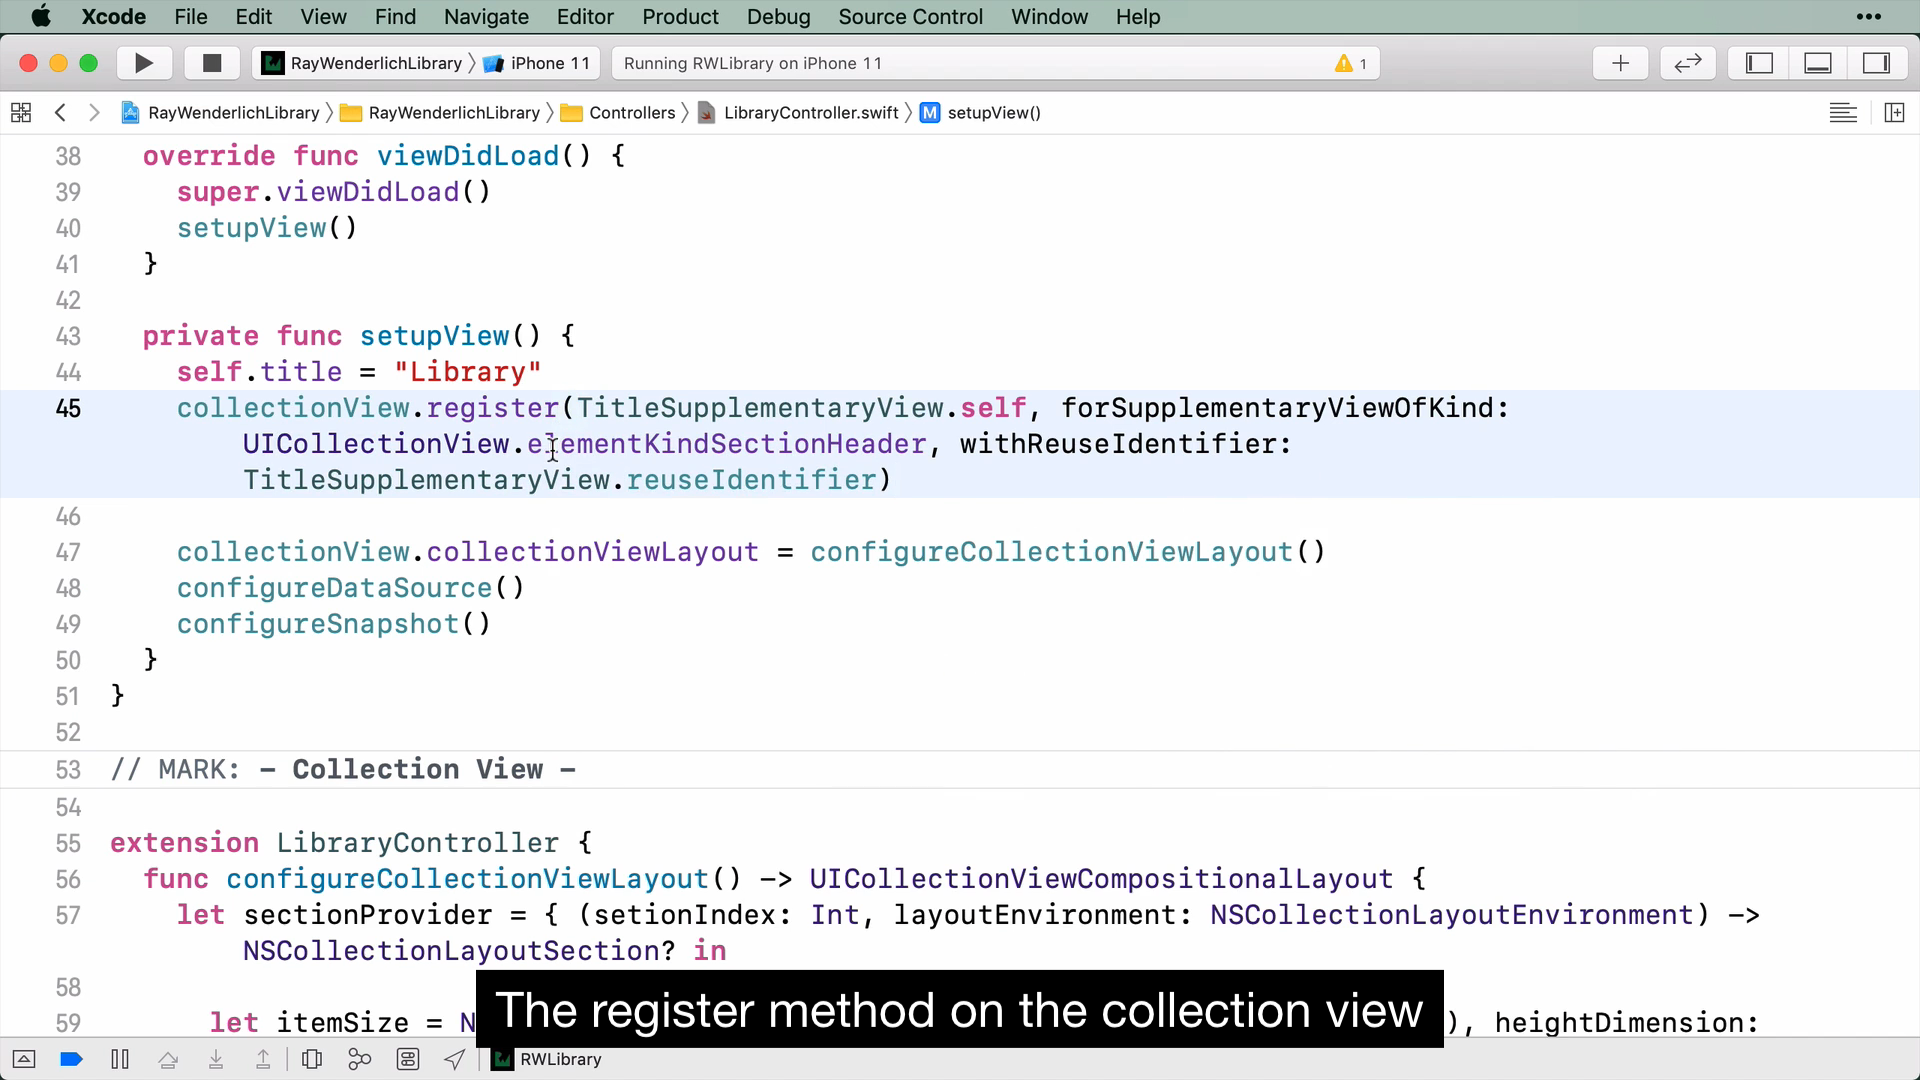 Xcode File Edit View Find Navigate Editor Product Debug Source Control Window Help •••
RayWenderlichLibrary 〉 iPhone 11 Running RWLibrary on iPhone 11 1
RayWenderlichLibrary 〉 RayWenderlichLibrary 〉 Controllers 〉 LibraryController.swift 〉 M setupView()
38 override func viewDidLoad() {
39 super.viewDidLoad()
40 setupView()
41 }
42
43 private func setupView() {
44 self.title = "Library"
45 collectionView.register(TitleSupplementaryView.self, forSupplementaryViewOfKind:
UICollectionView.elementKindSectionHeader, withReuseIdentifier:
TitleSupplementaryView.reuseIdentifier)
46
47 collectionView.collectionViewLayout = configureCollectionViewLayout()
48 configureDataSource()
49 configureSnapshot()
50 }
51 }
52
53 // MARK: - Collection View -
54
55 extension LibraryController {
56 func configureCollectionViewLayout() -> UICollectionViewCompositionalLayout {
57 let sectionProvider = { (setionIndex: Int, layoutEnvironment: NSCollectionLayoutEnvironment) ->
NSCollectionLayoutSection? in
58
59 let itemSize = N ), heightDimension:
The register method on the collection view
RWLibrary